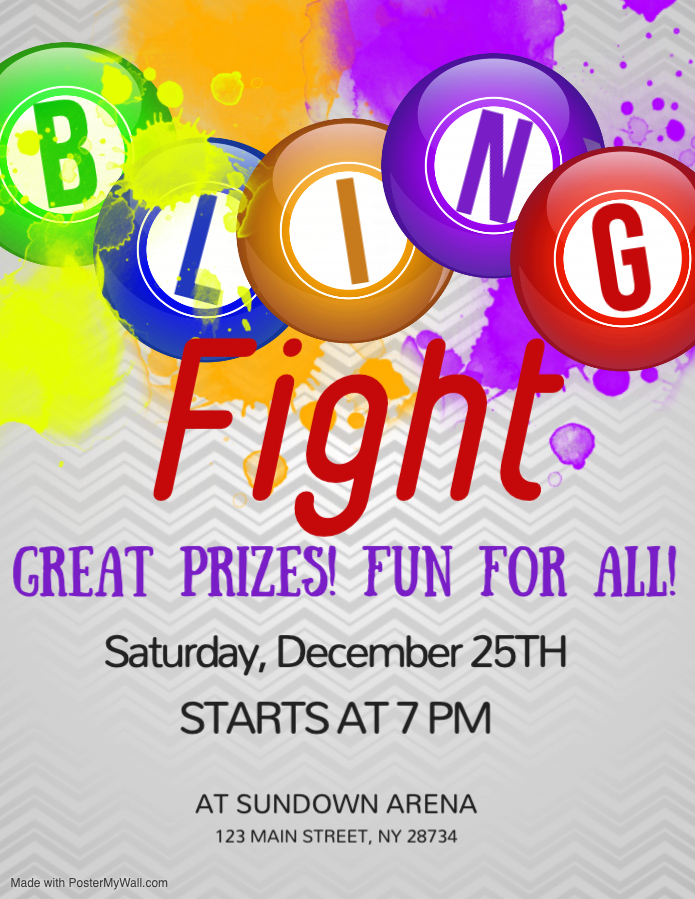 BLING
Fight
GREAT PRIZES! FUN FOR ALL!
Saturday, December 25TH
STARTS AT 7 PM
AT SUNDOWN ARENA
123 MAIN STREET, NY 28734
Made with PosterMyWall.com